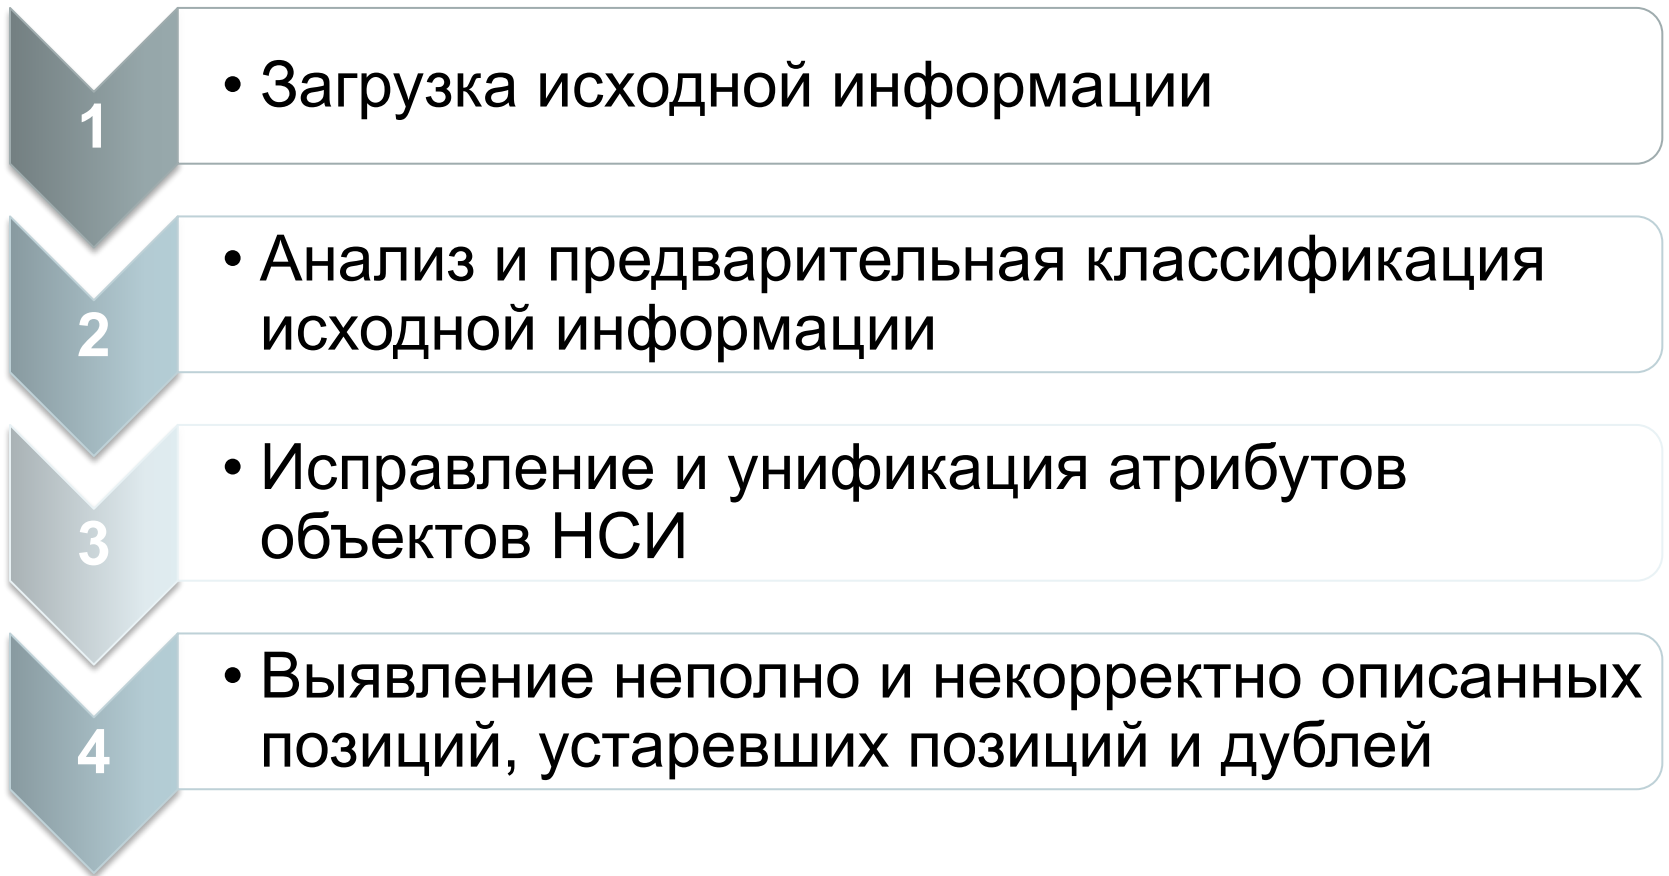 1
• Загрузка исходной информации
2
• Анализ и предварительная классификация
исходной информации
3
• Исправление и унификация атрибутов
объектов НСИ
4
• Выявление неполно и некорректно описанных
позиций, устаревших позиций и дублей